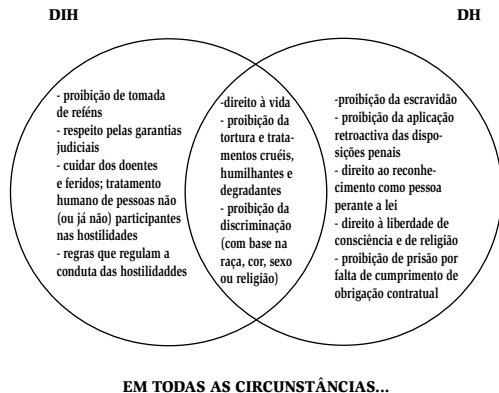 DIH
DH
- proibição de tomada
de reféns
- respeito pelas garantias
judiciais
- cuidar dos doentes
e feridos; tratamento
humano de pessoas não
(ou já não) participantes
nas hostilidades
- regras que regulam a
conduta das hostilidaddes
-direito à vida
- proibição da
tortura e trata-
mentos cruéis,
humilhantes e
degradantes
- proibição da
discriminação
(com base na
raça, cor, sexo
ou religião)
-proibição da escravidão
- proibição da aplicação
retroactiva das dispo-
sições penais
- direito ao reconhe-
cimento como pessoa
perante a lei
- direito à liberdade de
consciência e de religião
- proibição de prisão por
falta de cumprimento de
obrigação contratual
EM TODAS AS CIRCUNSTÂNCIAS...